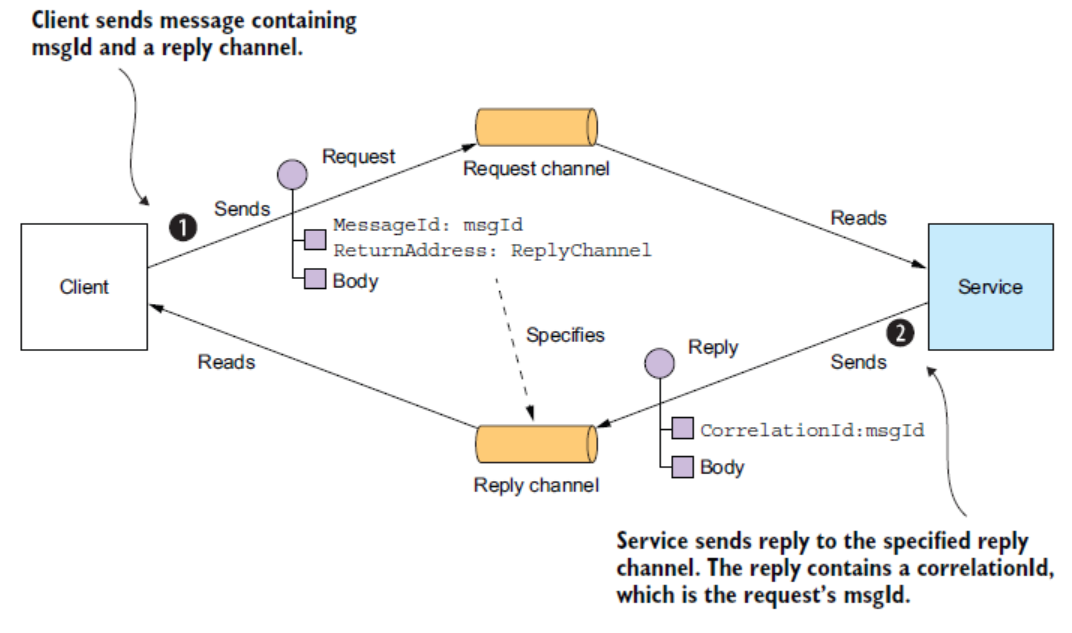 Client sends message containing
msgId and a reply channel.
Request channel
Request
1
Sends
MessageId: msgId
ReturnAddress: ReplyChannel
Body
Reads
Client
Service
Specifies
2
Sends
Reads
Reply
CorrelationId:msgId
Body
Reply channel
Service sends reply to the specified reply
channel. The reply contains a correlationId,
which is the request's msgId.